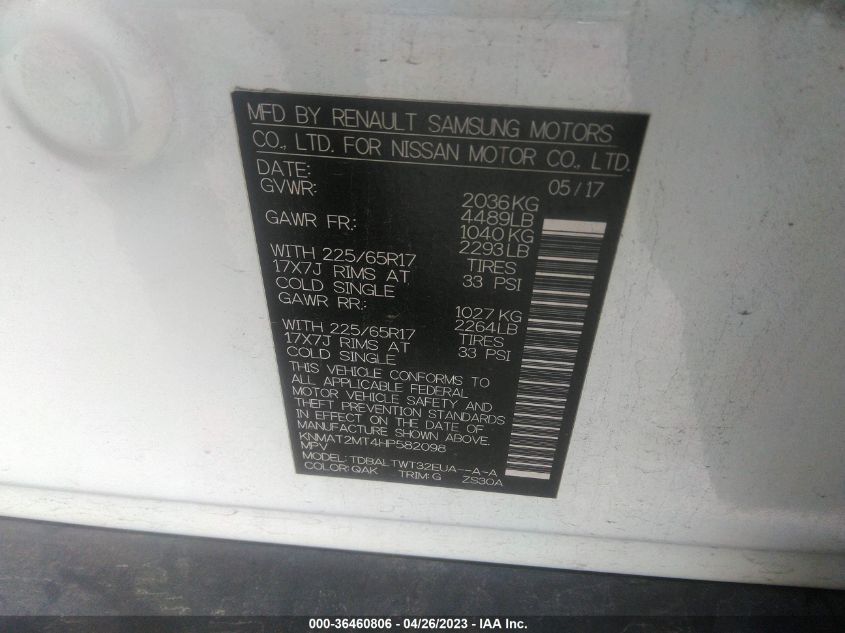 MFD BY RENAULT SAMSUNG MOTORS
CO., LTD. FOR NISSAN MOTOR CO., LTD.
DATE: 05/17
GVWR: 2036KG
4489LB
GAWR FR.: 1040KG
2293LB
WITH 225/65R17 TIRES
17X7J RIMS AT 33 PSI
COLD SINGLE
GAWR RR.: 1027KG
2264LB
WITH 225/65R17 TIRES
17X7J RIMS AT 33 PSI
COLD SINGLE
THIS VEHICLE CONFORMS TO
ALL APPLICABLE FEDERAL
MOTOR VEHICLE SAFETY AND
THEFT PREVENTION STANDARDS
IN EFFECT ON THE DATE OF
MANUFACTURE SHOWN ABOVE.
KNMAT2MT4HP582098
MPV
MODEL: TDBALTWT32EUA--A-A
COLOR: QAK TRIM: G ZS30A
000-36460806 - 04/26/2023 - IAA Inc.